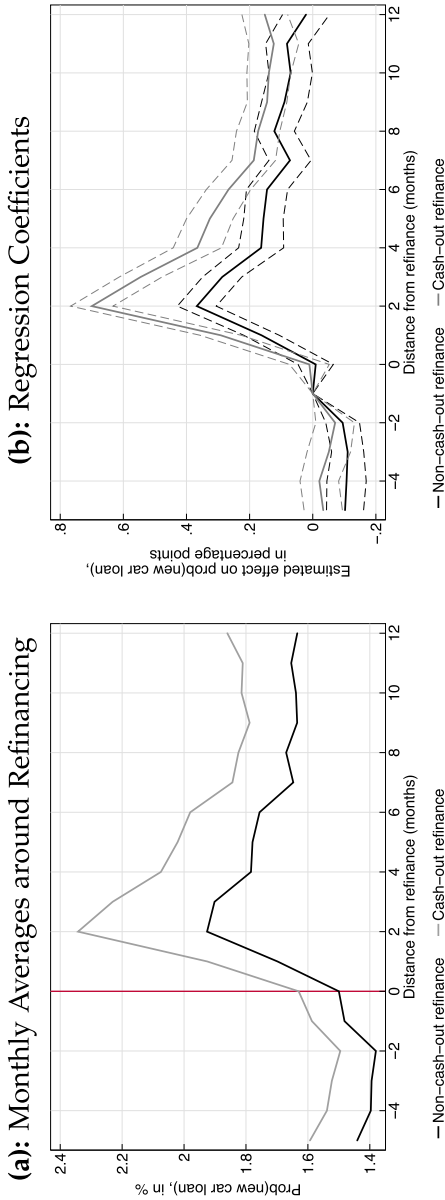 (a): Monthly Averages around Refinancing
Prob(new car loan), in %
2.4
2.2
2
1.8
1.6
1.4
−4
−2
0
2
4
6
8
10
12
Distance from refinance (months)
Non−cash−out refinance
Cash−out refinance
(b): Regression Coefficients
Estimated effect on prob(new car loan),
in percentage points
.8
.6
.4
.2
0
−.2
−4
−2
0
2
4
6
8
10
12
Distance from refinance (months)
Non−cash−out refinance
Cash−out refinance